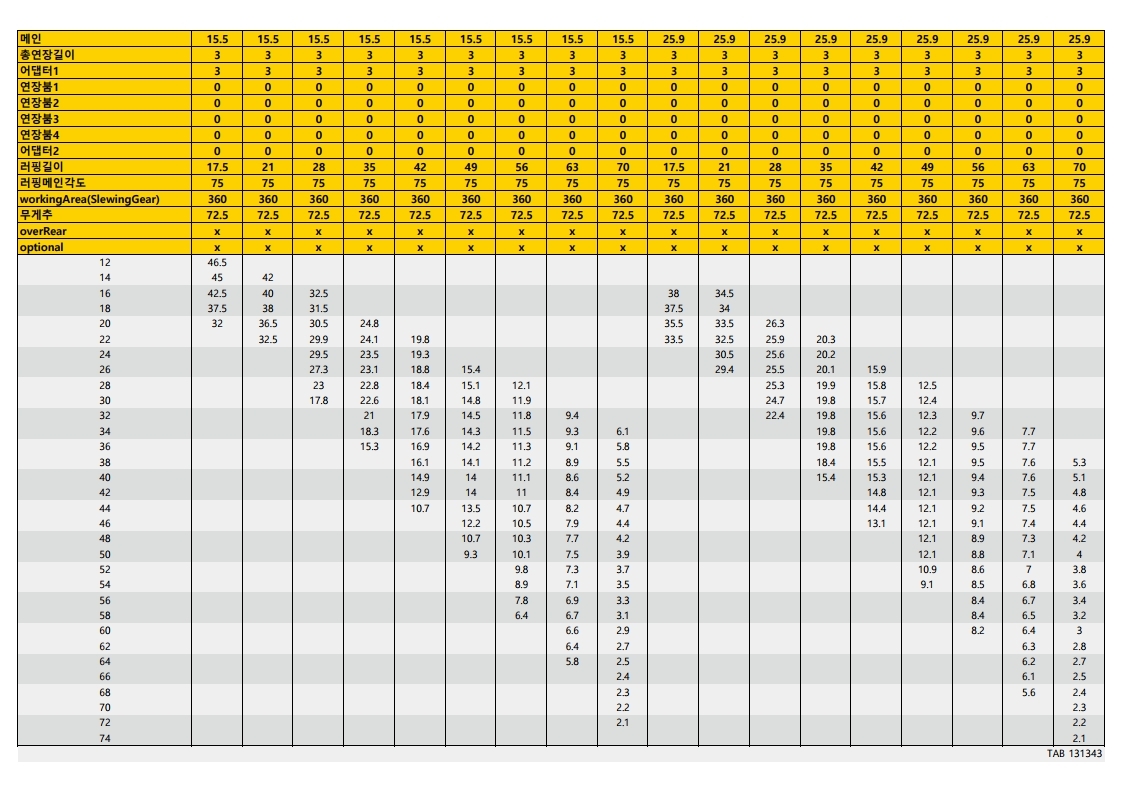 메인 15.5 15.5 15.5 15.5 15.5 15.5 15.5 15.5 15.5 25.9 25.9 25.9 25.9 25.9 25.9 25.9 25.9 25.9
총연장길이 3 3 3 3 3 3 3 3 3 3 3 3 3 3 3 3 3 3
어댑터1 3 3 3 3 3 3 3 3 3 3 3 3 3 3 3 3 3 3
연장붐1 0 0 0 0 0 0 0 0 0 0 0 0 0 0 0 0 0 0
연장붐2 0 0 0 0 0 0 0 0 0 0 0 0 0 0 0 0 0 0
연장붐3 0 0 0 0 0 0 0 0 0 0 0 0 0 0 0 0 0 0
연장붐4 0 0 0 0 0 0 0 0 0 0 0 0 0 0 0 0 0 0
어댑터2 0 0 0 0 0 0 0 0 0 0 0 0 0 0 0 0 0 0
러핑길이 17.5 21 28 35 42 49 56 63 70 17.5 21 28 35 42 49 56 63 70
러핑메인각도 75 75 75 75 75 75 75 75 75 75 75 75 75 75 75 75 75 75
workingArea(SlewingGear) 360 360 360 360 360 360 360 360 360 360 360 360 360 360 360 360 360 360
무게추 72.5 72.5 72.5 72.5 72.5 72.5 72.5 72.5 72.5 72.5 72.5 72.5 72.5 72.5 72.5 72.5 72.5 72.5
overRear x x x x x x x x x x x x x x x x x x
optional x x x x x x x x x x x x x x x x x x
12 46.5
14 45 42
16 42.5 40 32.5 38 34.5
18 37.5 38 31.5 37.5 34
20 32 36.5 30.5 24.8 35.5 33.5 26.3
22 32.5 29.9 24.1 19.8 33.5 32.5 25.9 20.3
24 29.5 23.5 19.3 30.5 25.6 20.2
26 27.3 23.1 18.8 15.4 29.4 25.5 20.1 15.9
28 23 22.8 18.4 15.1 12.1 25.3 19.9 15.8 12.5
30 17.8 22.6 18.1 14.8 11.9 24.7 19.8 15.7 12.4
32 21 17.9 14.5 11.8 9.4 22.4 19.8 15.6 12.3 9.7
34 18.3 17.6 14.3 11.5 9.3 6.1 19.8 15.6 12.2 9.6 7.7
36 15.3 16.9 14.2 11.3 9.1 5.8 19.8 15.6 12.2 9.5 7.7
38 16.1 14.1 11.2 8.9 5.5 18.4 15.5 12.1 9.5 7.6 5.3
40 14.9 14 11.1 8.6 5.2 15.4 15.3 12.1 9.4 7.6 5.1
42 12.9 14 11 8.4 4.9 14.8 12.1 9.3 7.5 4.8
44 10.7 13.5 10.7 8.2 4.7 14.4 12.1 9.2 7.5 4.6
46 12.2 10.5 7.9 4.4 13.1 12.1 9.1 7.4 4.4
48 10.7 10.3 7.7 4.2 12.1 8.9 7.3 4.2
50 9.3 10.1 7.5 3.9 12.1 8.8 7.1 4
52 9.8 7.3 3.7 10.9 8.6 7 3.8
54 8.9 7.1 3.5 9.1 8.5 6.8 3.6
56 7.8 6.9 3.3 8.4 6.7 3.4
58 6.4 6.7 3.1 8.4 6.5 3.2
60 6.6 2.9 8.2 6.4 3
62 6.4 2.7 6.3 2.8
64 5.8 2.5 6.2 2.7
66 2.4 6.1 2.5
68 2.3 5.6 2.4
70 2.2 2.3
72 2.1 2.2
74 2.1
TAB 131343